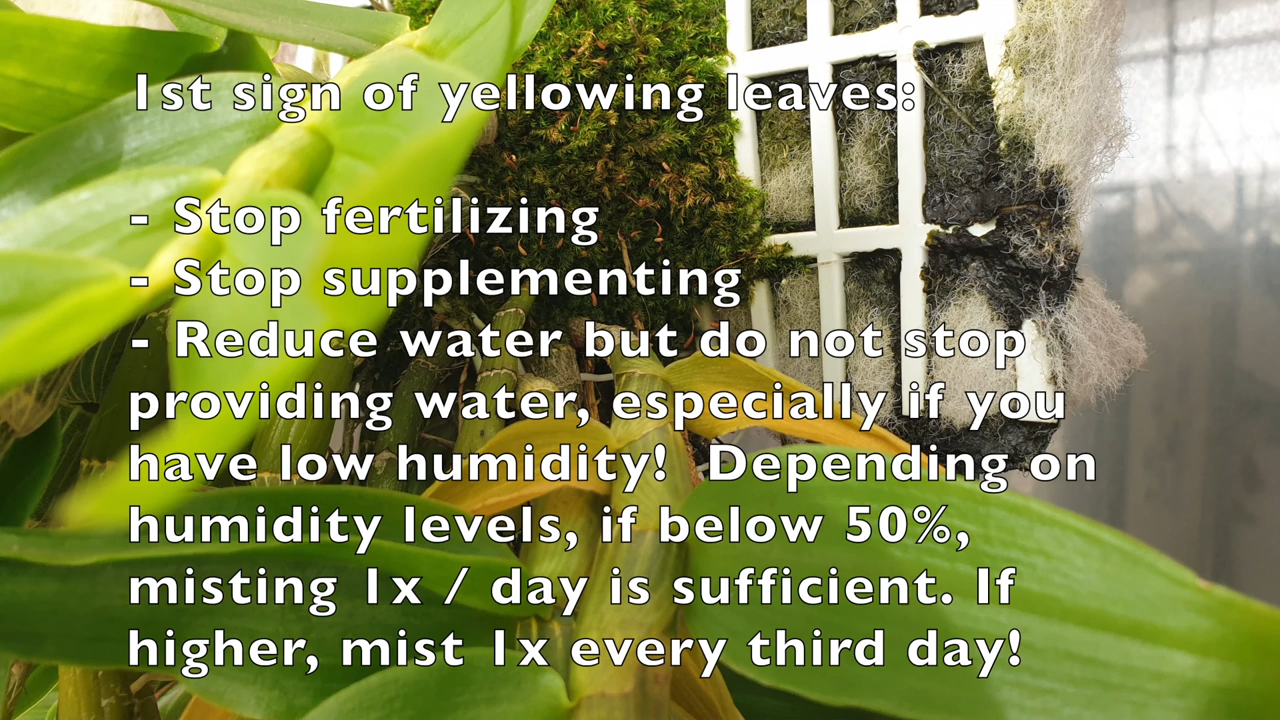 1st sign of yellowing leaves:
- Stop fertilizing
- Stop supplementing
- Reduce water but do not stop
providing water, especially if you
have low humidity!  Depending on
humidity levels, if below 50%,
misting 1x / day is sufficient. If
higher, mist 1x every third day!